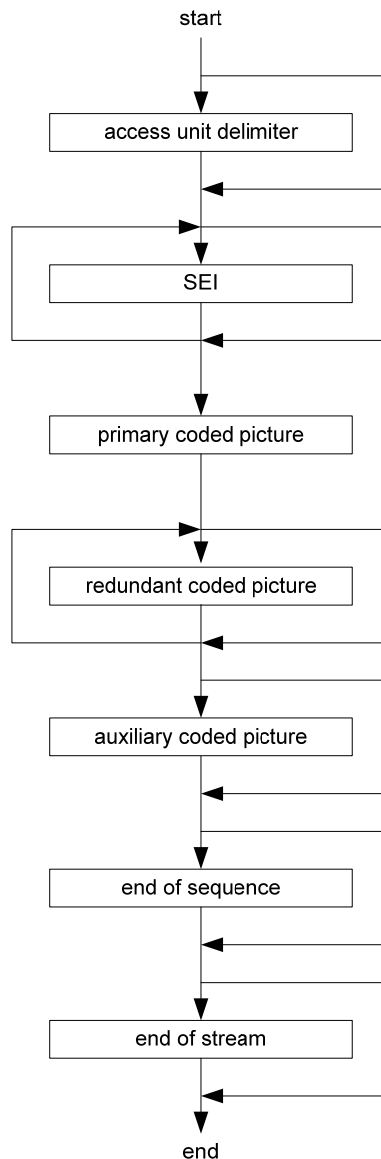 start
access unit delimiter
SEI
primary coded picture
redundant coded picture
auxiliary coded picture
end of sequence
end of stream
end